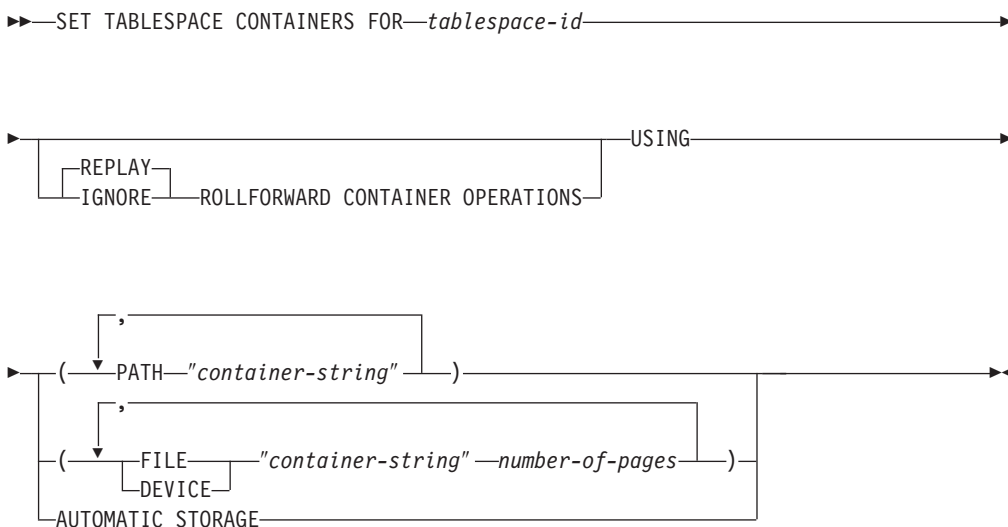 SET TABLESPACE CONTAINERS FOR tablespace-id
USING
REPLAY
IGNORE ROLLFORWARD CONTAINER OPERATIONS
,
( PATH "container-string" )
,
( FILE "container-string" number-of-pages )
DEVICE
AUTOMATIC STORAGE